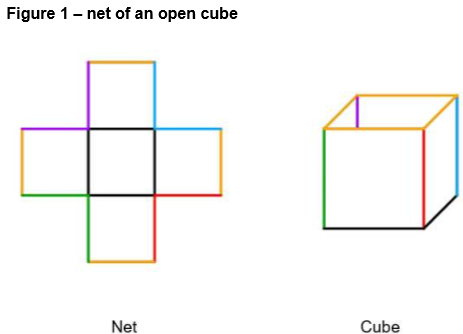 Figure 1 – net of an open cube
Net
Cube